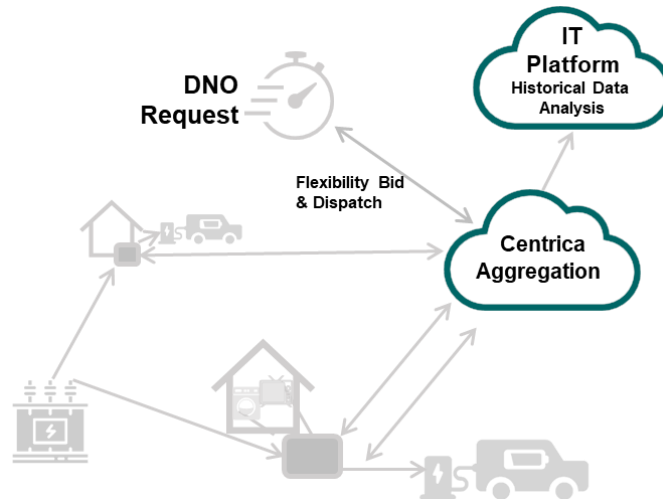 IT
Platform
Historical Data
Analysis
DNO
Request
Flexibility Bid
& Dispatch
Centrica
Aggregation